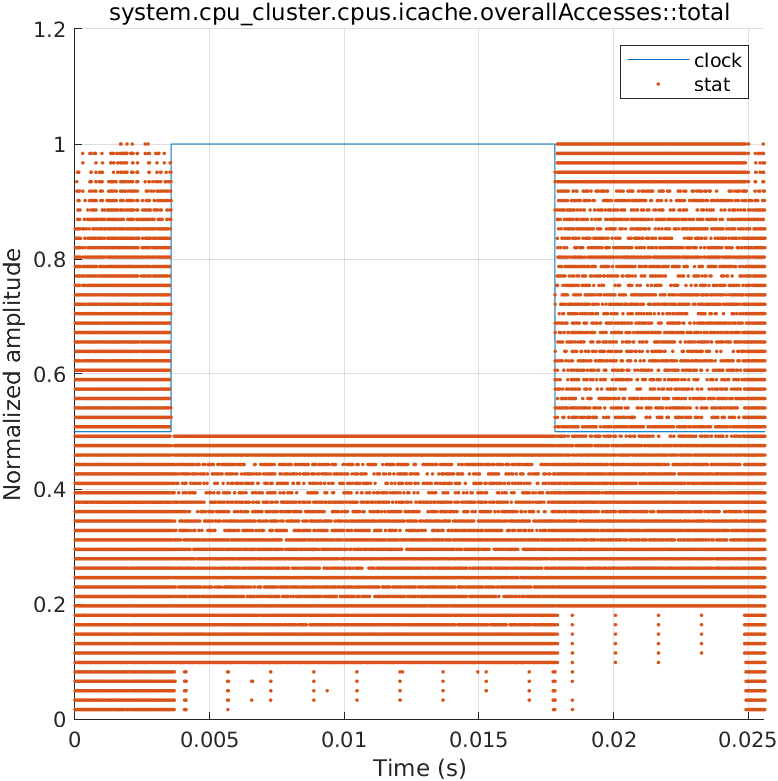 system.cpu_cluster.cpus.icache.overallAccesses::total
1.2
clock
stat
1
0.8
0.6
0.4
0.2
0
Normalized amplitude
0
0.005
0.01
0.015
0.02
0.025
Time (s)